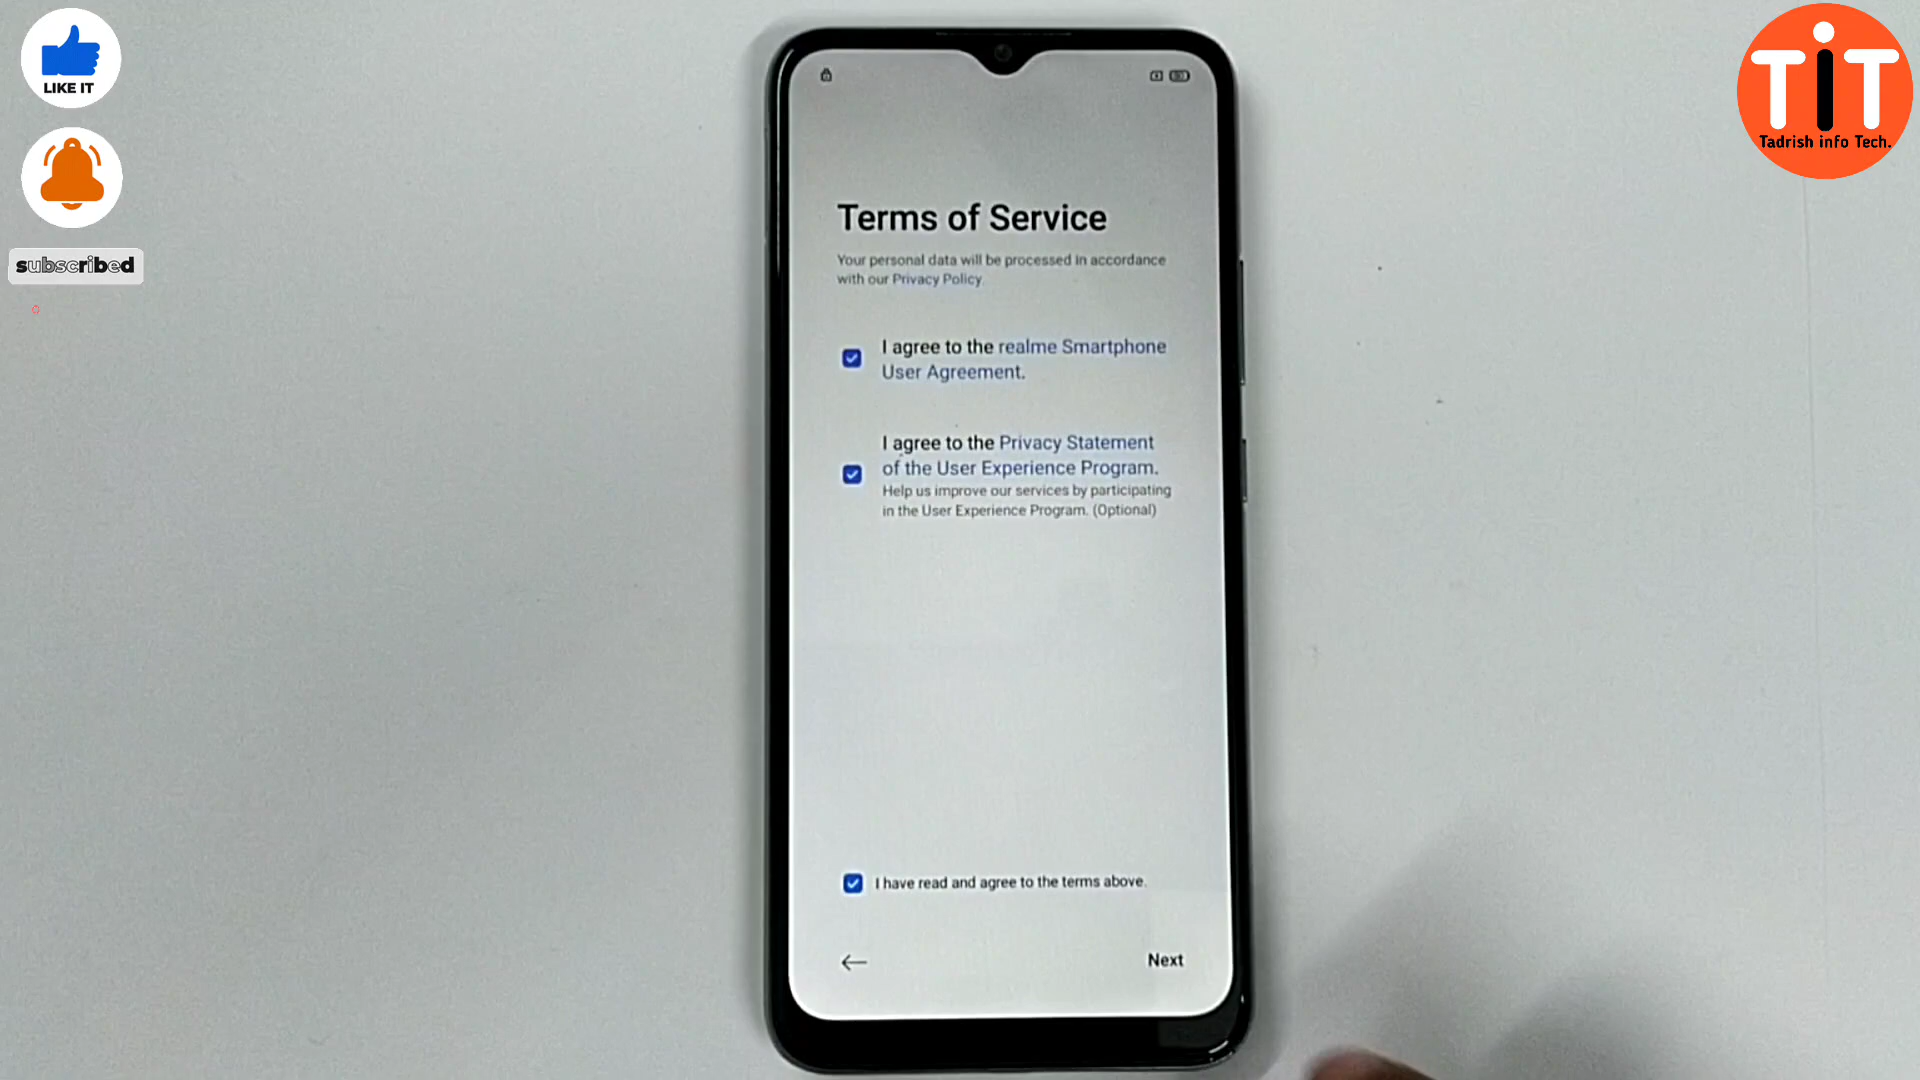 LIKE IT
subscribed
TiT
Tadrish info Tech.
Terms of Service
Your personal data will be processed in accordance
with our Privacy Policy.
I agree to the realme Smartphone
User Agreement.
I agree to the Privacy Statement
of the User Experience Program.
Help us improve our services by participating
in the User Experience Program. (Optional)
I have read and agree to the terms above.
Next